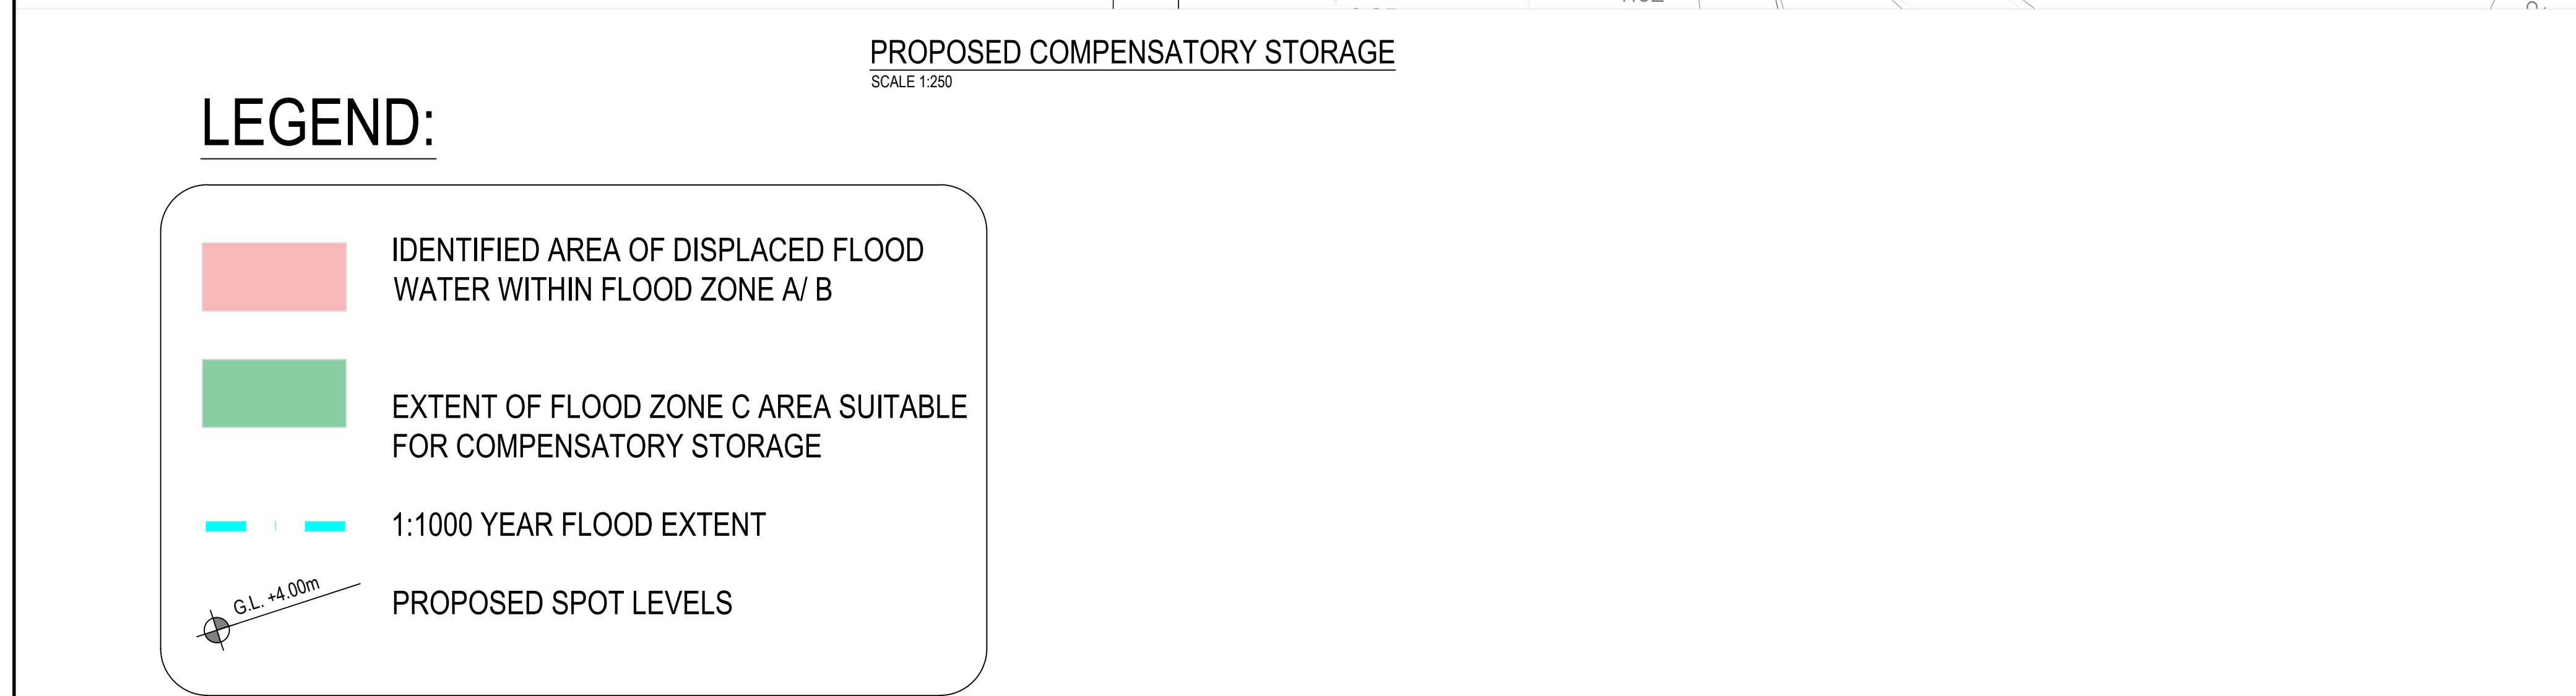 PROPOSED COMPENSATORY STORAGE
SCALE 1:250
LEGEND:
IDENTIFIED AREA OF DISPLACED FLOOD
WATER WITHIN FLOOD ZONE A/ B
EXTENT OF FLOOD ZONE C AREA SUITABLE
FOR COMPENSATORY STORAGE
1:1000 YEAR FLOOD EXTENT
G.L. +4.00m
PROPOSED SPOT LEVELS